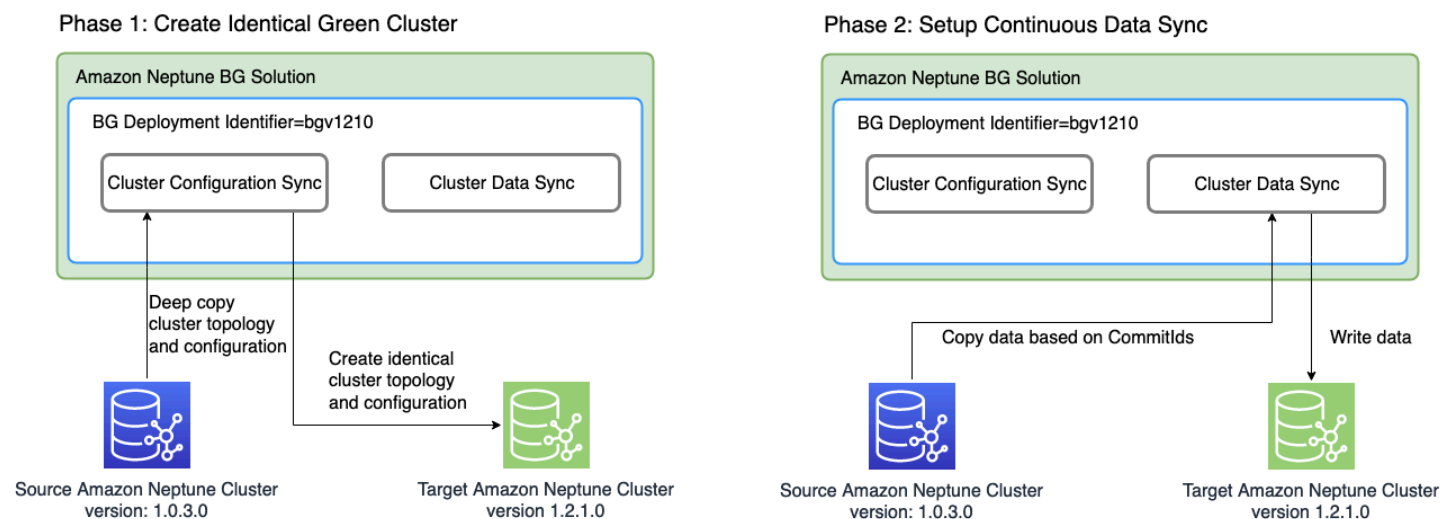 Phase 1: Create Identical Green Cluster
Amazon Neptune BG Solution
BG Deployment Identifier=bgv1210
Cluster Configuration Sync
Cluster Data Sync
Deep copy
cluster topology
and configuration
Create identical
cluster topology
and configuration
Source Amazon Neptune Cluster
version: 1.0.3.0
Target Amazon Neptune Cluster
version 1.2.1.0
Phase 2: Setup Continuous Data Sync
Amazon Neptune BG Solution
BG Deployment Identifier=bgv1210
Cluster Configuration Sync
Cluster Data Sync
Copy data based on CommitIds
Write data
Source Amazon Neptune Cluster
version: 1.0.3.0
Target Amazon Neptune Cluster
version 1.2.1.0